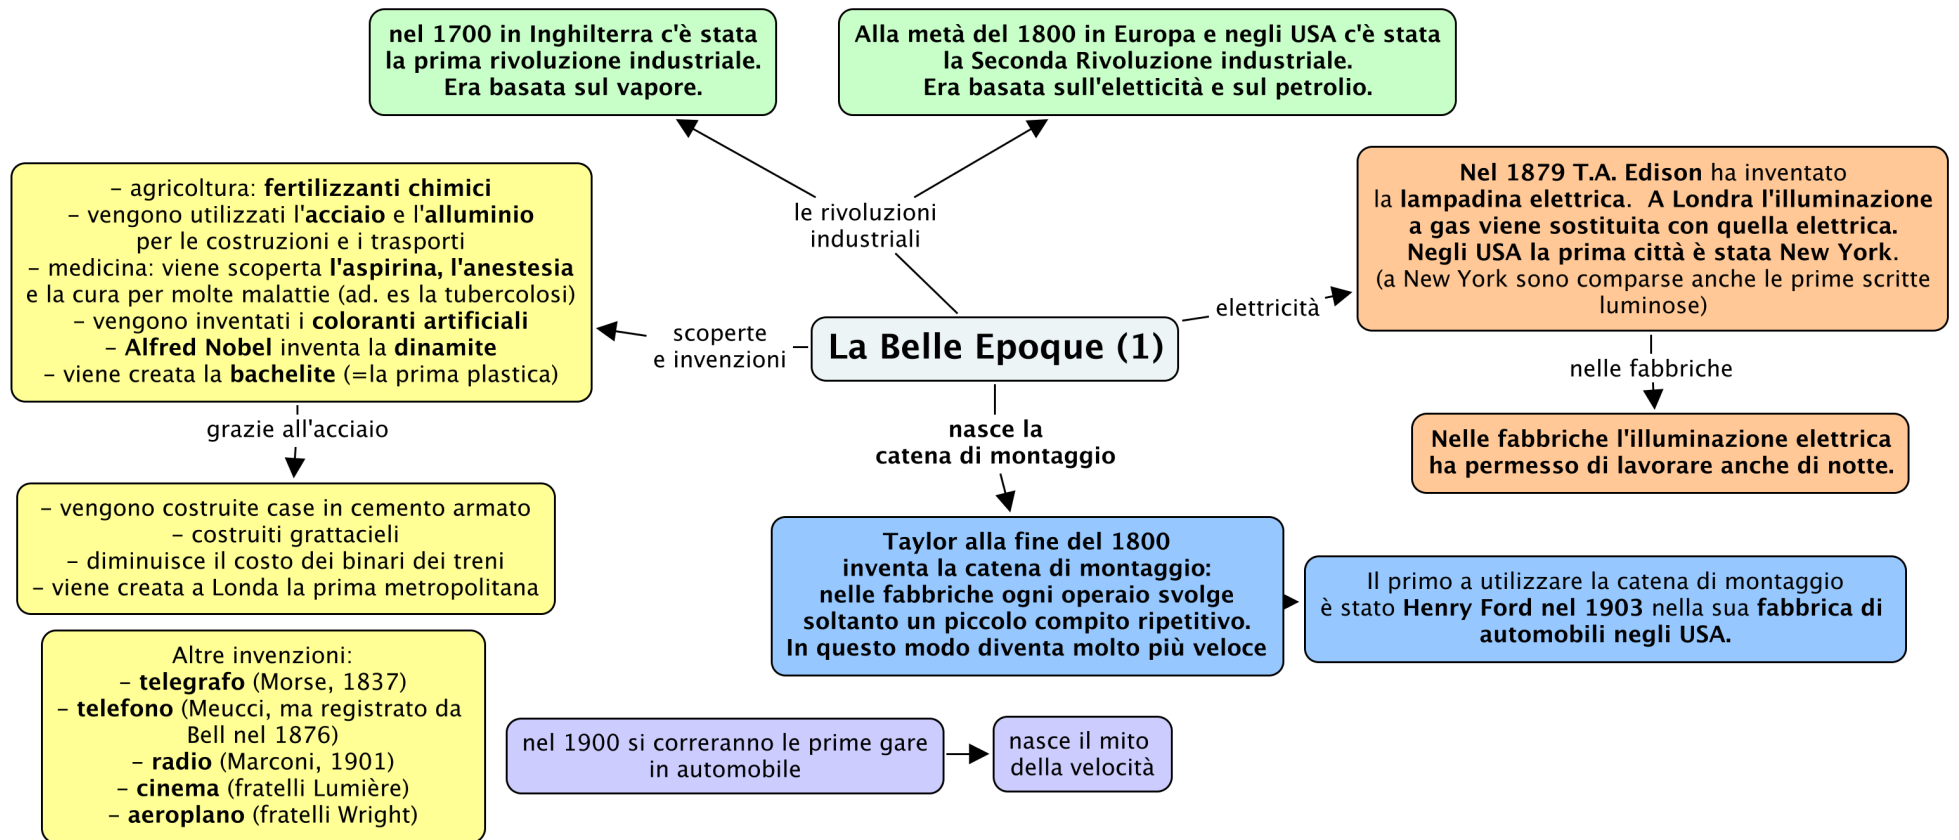 nel 1700 in Inghilterra c'è stata
la prima rivoluzione industriale.
Era basata sul vapore.
Alla metà del 1800 in Europa e negli USA c'è stata
la Seconda Rivoluzione industriale.
Era basata sull'eletticità e sul petrolio.
le rivoluzioni
industriali
– agricoltura: fertilizzanti chimici
– vengono utilizzati l'acciaio e l'alluminio
per le costruzioni e i trasporti
– medicina: viene scoperta l'aspirina, l'anestesia
e la cura per molte malattie (ad. es la tubercolosi)
– vengono inventati i coloranti artificiali
– Alfred Nobel inventa la dinamite
– viene creata la bachelite (=la prima plastica)
scoperte
e invenzioni
La Belle Epoque (1)
elettricità
Nel 1879 T.A. Edison ha inventato
la lampadina elettrica.  A Londra l'illuminazione
a gas viene sostituita con quella elettrica.
Negli USA la prima città è stata New York.
(a New York sono comparse anche le prime scritte
luminose)
nelle fabbriche
Nelle fabbriche l'illuminazione elettrica
ha permesso di lavorare anche di notte.
grazie all'acciaio
– vengono costruite case in cemento armato
– costruiti grattacieli
– diminuisce il costo dei binari dei treni
– viene creata a Londa la prima metropolitana
nasce la
catena di montaggio
Taylor alla fine del 1800
inventa la catena di montaggio:
nelle fabbriche ogni operaio svolge
soltanto un piccolo compito ripetitivo.
In questo modo diventa molto più veloce
Il primo a utilizzare la catena di montaggio
è stato Henry Ford nel 1903 nella sua fabbrica di
automobili negli USA.
Altre invenzioni:
– telegrafo (Morse, 1837)
– telefono (Meucci, ma registrato da
Bell nel 1876)
– radio (Marconi, 1901)
– cinema (fratelli Lumière)
– aeroplano (fratelli Wright)
nel 1900 si correranno le prime gare
in automobile
nasce il mito
della velocità